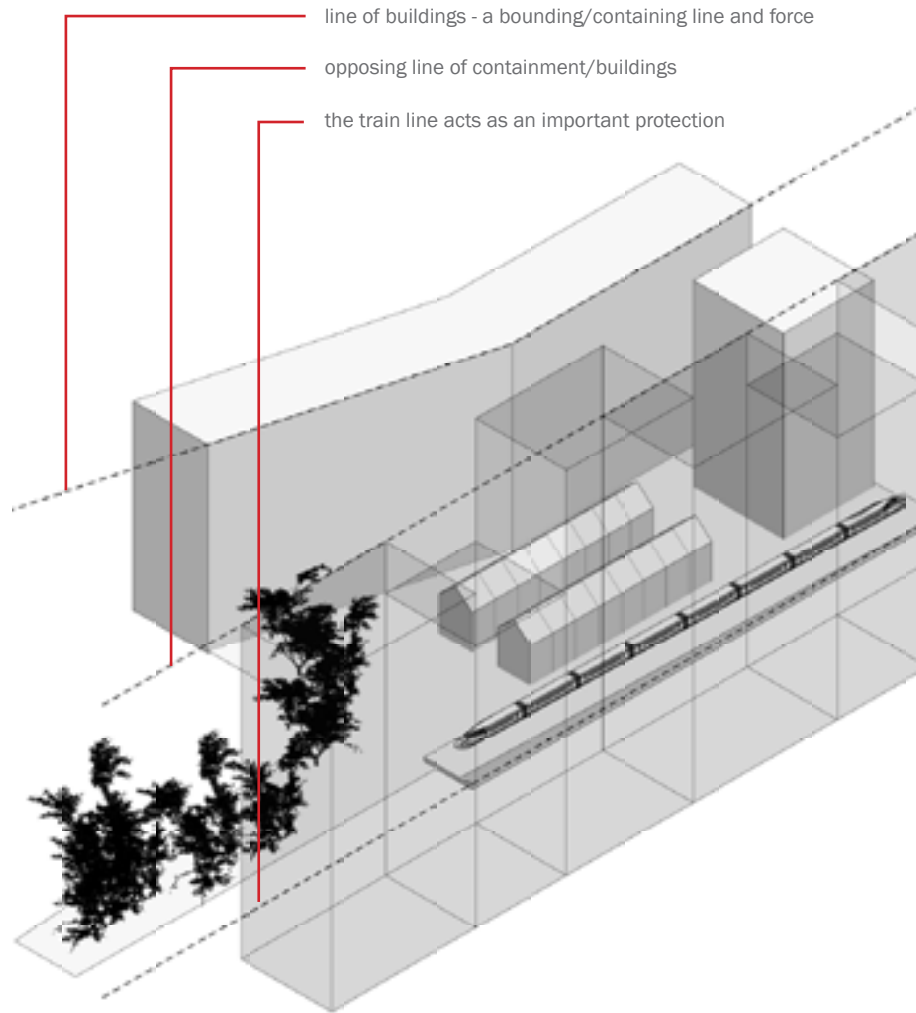 line of buildings - a bounding/containing line and force
opposing line of containment/buildings
the train line acts as an important protection